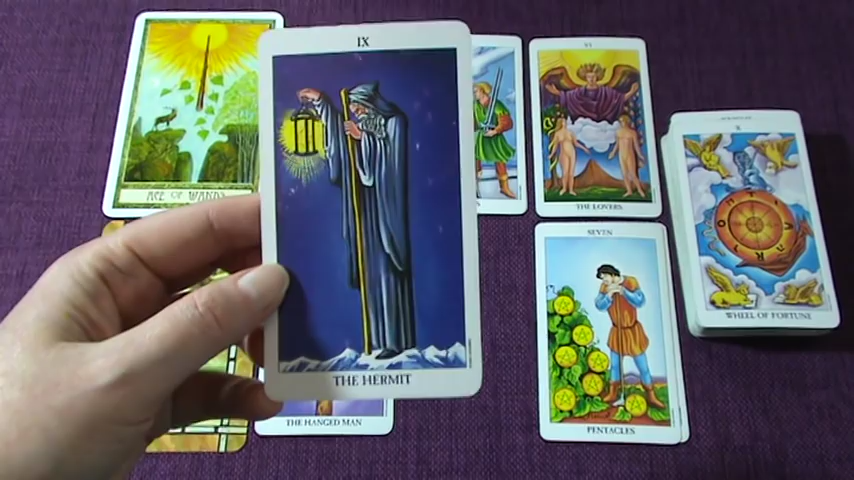 ACE OF WANDS
IX
THE HERMIT
VI
THE LOVERS
X
WHEEL OF FORTUNE
THE HANGED MAN
SEVEN
PENTACLES